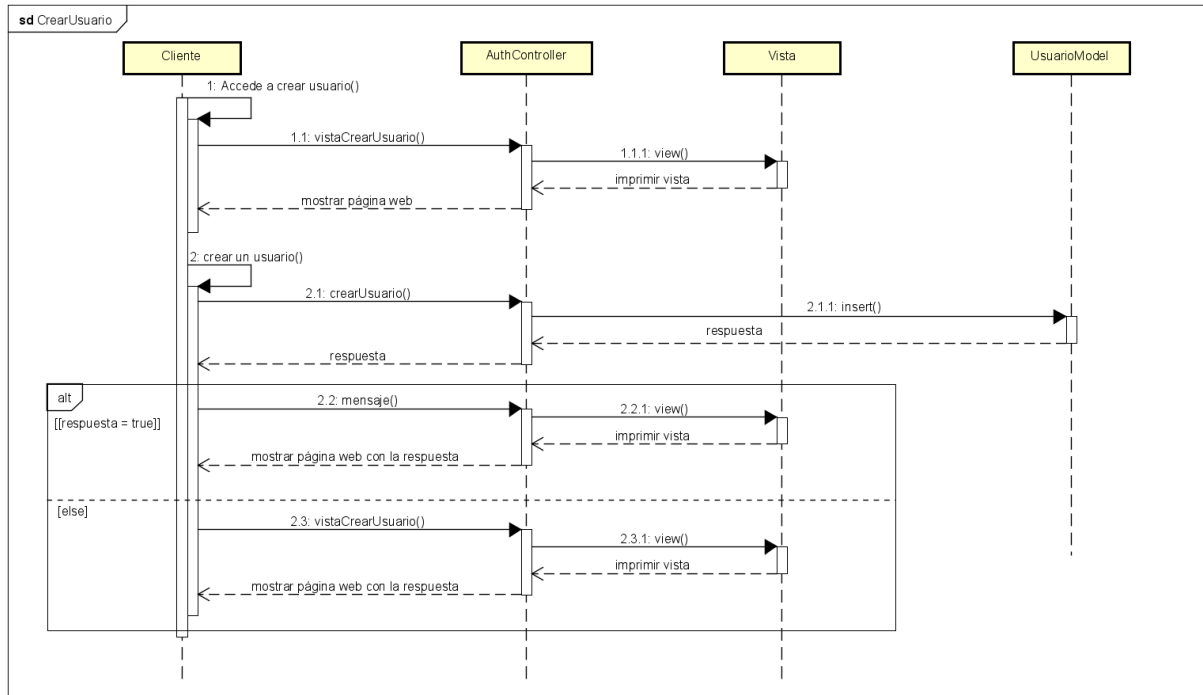 sd CrearUsuario
Cliente
AuthController
Vista
UsuarioModel
1: Accede a crear usuario()
1.1: vistaCrearUsuario()
1.1.1: view()
imprimir vista
mostrar página web
2: crear un usuario()
2.1: crearUsuario()
2.1.1: insert()
respuesta
respuesta
alt
[[respuesta = true]]
2.2: mensaje()
2.2.1: view()
imprimir vista
mostrar página web con la respuesta
[else]
2.3: vistaCrearUsuario()
2.3.1: view()
imprimir vista
mostrar página web con la respuesta